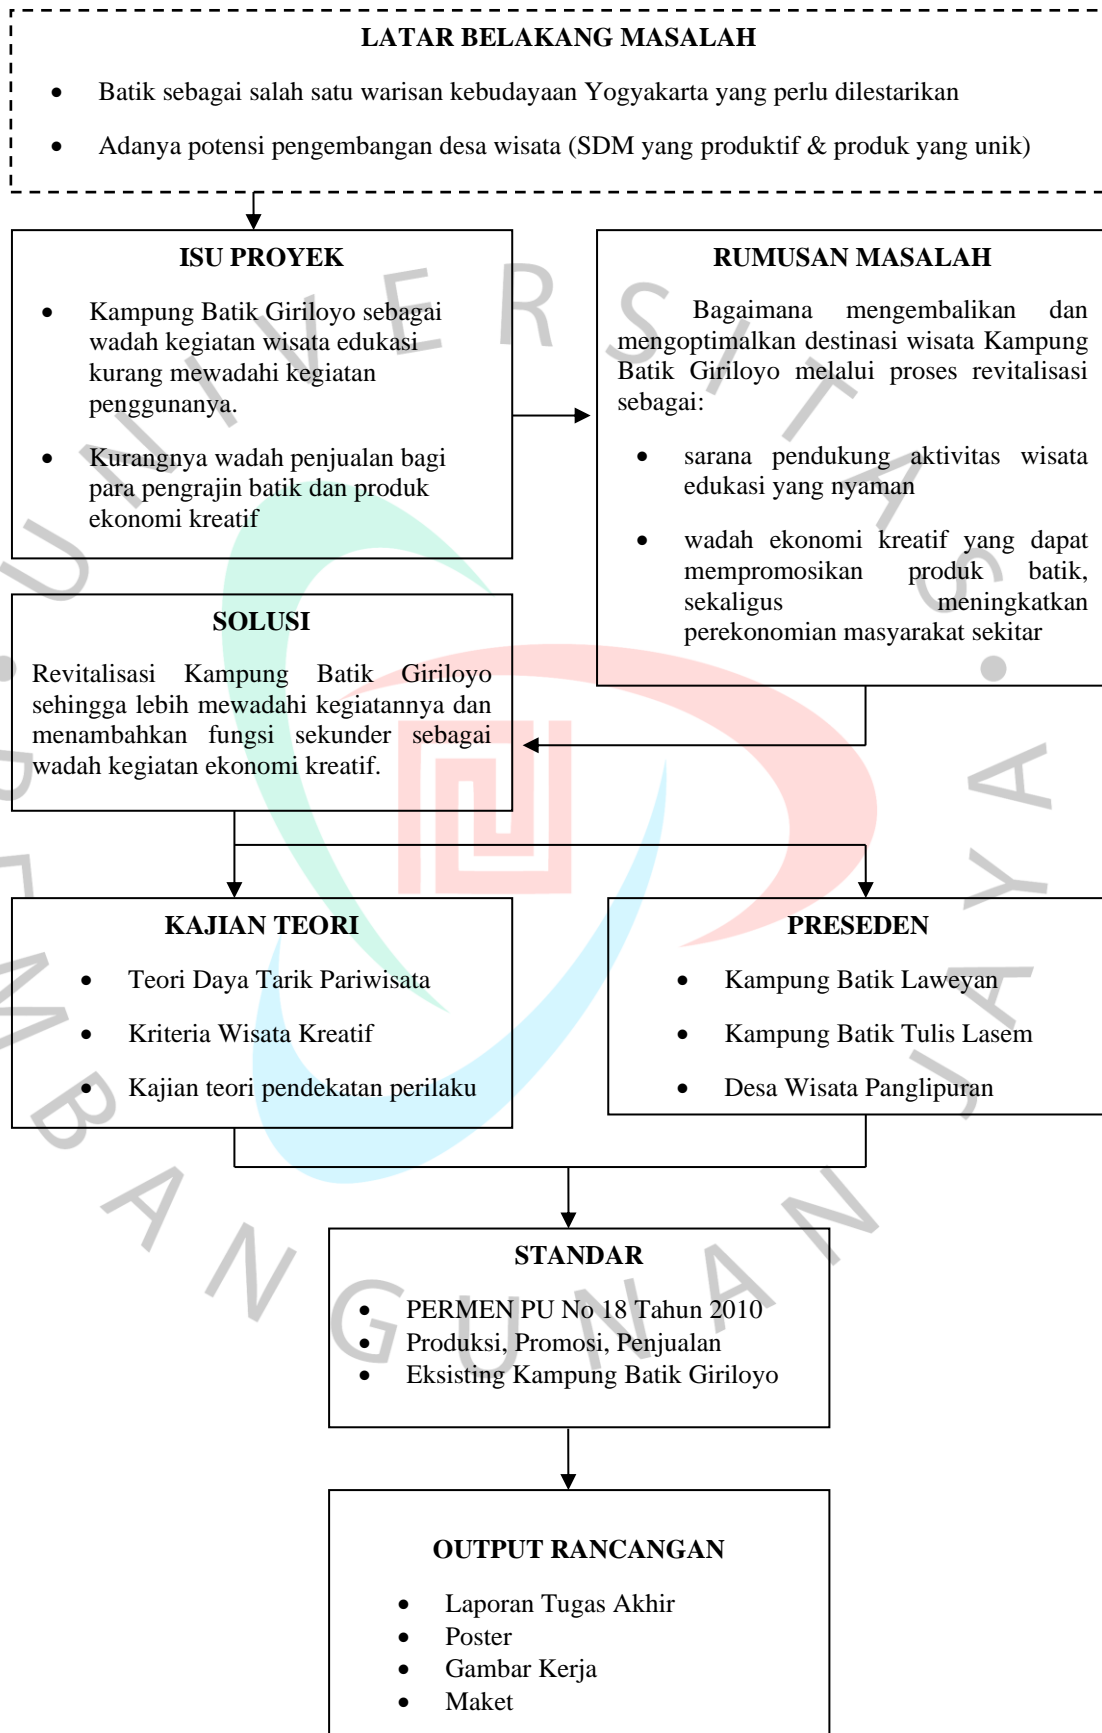 LATAR BELAKANG MASALAH
• Batik sebagai salah satu warisan kebudayaan Yogyakarta yang perlu dilestarikan
• Adanya potensi pengembangan desa wisata (SDM yang produktif & produk yang unik)
ISU PROYEK
• Kampung Batik Giriloyo sebagai
wadah kegiatan wisata edukasi
kurang mewadahi kegiatan
penggunanya.
• Kurangnya wadah penjualan bagi
para pengrajin batik dan produk
ekonomi kreatif
RUMUSAN MASALAH
Bagaimana mengembalikan dan
mengoptimalkan destinasi wisata Kampung
Batik Giriloyo melalui proses revitalisasi
sebagai:
• sarana pendukung aktivitas wisata
edukasi yang nyaman
• wadah ekonomi kreatif yang dapat
mempromosikan produk batik,
sekaligus meningkatkan
perekonomian masyarakat sekitar
SOLUSI
Revitalisasi Kampung Batik Giriloyo
sehingga lebih mewadahi kegiatannya dan
menambahkan fungsi sekunder sebagai
wadah kegiatan ekonomi kreatif.
KAJIAN TEORI
• Teori Daya Tarik Pariwisata
• Kriteria Wisata Kreatif
• Kajian teori pendekatan perilaku
PRESEDEN
• Kampung Batik Laweyan
• Kampung Batik Tulis Lasem
• Desa Wisata Panglipuran
STANDAR
• PERMEN PU No 18 Tahun 2010
• Produksi, Promosi, Penjualan
• Eksisting Kampung Batik Giriloyo
OUTPUT RANCANGAN
• Laporan Tugas Akhir
• Poster
• Gambar Kerja
• Maket
UNIVERSITAS • PEMBANGUNAN JAYA •